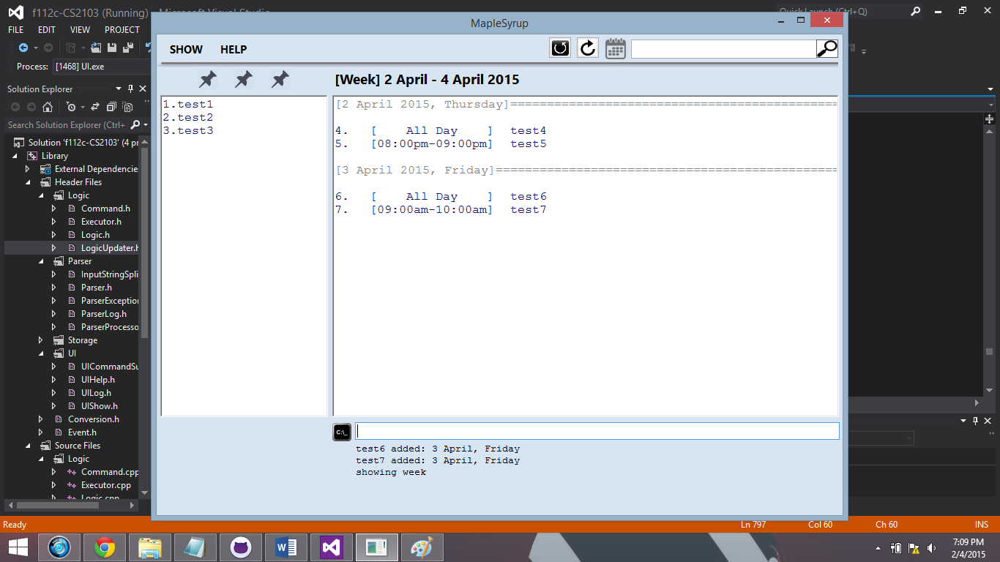 f112c-CS2103 (Running) - Microsoft Visual Studio
Quick Launch (Ctrl+Q)
FILE EDIT VIEW PROJECT
Process: [1468] UI.exe
Solution Explorer
Search Solution Explorer (Ctrl+
Solution 'f112c-CS2103' (4 pr
Library
External Dependencie
Header Files
Logic
Command.h
Executor.h
Logic.h
LogicUpdater.h
Parser
InputStringSpli
Parser.h
ParserException
ParserLog.h
ParserProcesso
Storage
UI
UICommandSu
UIHelp.h
UILog.h
UIShow.h
Conversion.h
Event.h
Source Files
Logic
Command.cpp
Executor.cpp
Logic.cpp
MapleSyrup
SHOW HELP
[Week] 2 April - 4 April 2015
1.test1
2.test2
3.test3
[2 April 2015, Thursday]=============================================
4. [ All Day ] test4
5. [08:00pm-09:00pm] test5
[3 April 2015, Friday]===============================================
6. [ All Day ] test6
7. [09:00am-10:00am] test7
C:\_
test6 added: 3 April, Friday
test7 added: 3 April, Friday
showing week
Ready Ln 797 Col 60 Ch 60 INS
7:09 PM
2/4/2015